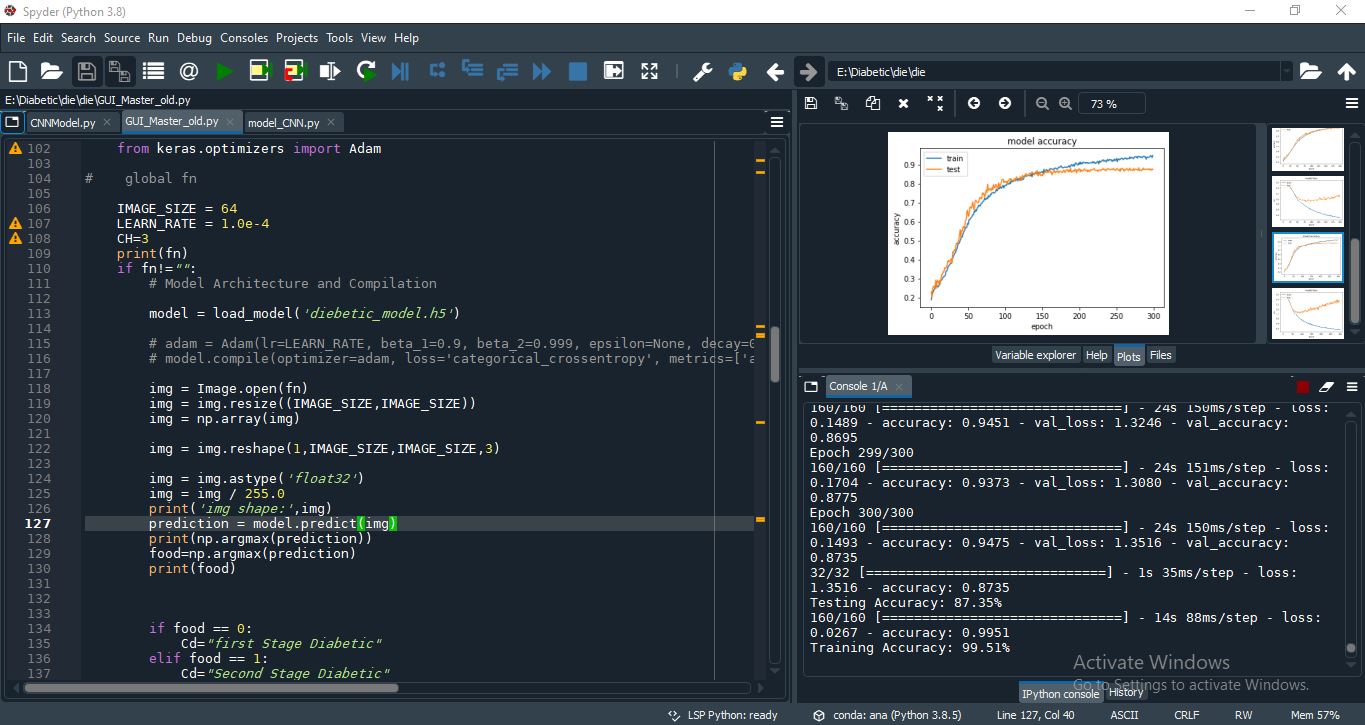 Spyder (Python 3.8)
File Edit Search Source Run Debug Consoles Projects Tools View Help
E:\Diabetic\die\die
E:\Diabetic\die\die\GUI_Master_old.py
CNNModel.py GUI_Master_old.py model_CNN.py
102 from keras.optimizers import Adam
103
104 # global fn
105
106 IMAGE_SIZE = 64
107 LEARN_RATE = 1.0e-4
108 CH=3
109 print(fn)
110 if fn!="":
111 # Model Architecture and Compilation
112
113 model = load_model('diebetic_model.h5')
114
115 # adam = Adam(lr=LEARN_RATE, beta_1=0.9, beta_2=0.999, epsilon=None, decay=
116 # model.compile(optimizer=adam, loss='categorical_crossentropy', metrics=['a
117
118 img = Image.open(fn)
119 img = img.resize((IMAGE_SIZE,IMAGE_SIZE))
120 img = np.array(img)
121
122 img = img.reshape(1,IMAGE_SIZE,IMAGE_SIZE,3)
123
124 img = img.astype('float32')
125 img = img / 255.0
126 print('img shape:',img)
127 prediction = model.predict(img)
128 print(np.argmax(prediction))
129 food=np.argmax(prediction)
130 print(food)
131
132
133
134 if food == 0:
135 Cd="first Stage Diabetic"
136 elif food == 1:
137 Cd="Second Stage Diabetic"
73 %
model accuracy
train
test
accuracy
0.9
0.8
0.7
0.6
0.5
0.4
0.3
0.2
0 50 100 150 200 250 300
epoch
Variable explorer Help Plots Files
Console 1/A
160/160 [==============================] - 24s 150ms/step - loss:
0.1489 - accuracy: 0.9451 - val_loss: 1.3246 - val_accuracy:
0.8695
Epoch 299/300
160/160 [==============================] - 24s 151ms/step - loss:
0.1704 - accuracy: 0.9373 - val_loss: 1.3080 - val_accuracy:
0.8775
Epoch 300/300
160/160 [==============================] - 24s 150ms/step - loss:
0.1493 - accuracy: 0.9475 - val_loss: 1.3516 - val_accuracy:
0.8735
32/32 [==============================] - 1s 35ms/step - loss:
1.3516 - accuracy: 0.8735
Testing Accuracy: 87.35%
160/160 [==============================] - 14s 88ms/step - loss:
0.0267 - accuracy: 0.9951
Training Accuracy: 99.51%
Activate Windows
Go to Settings to activate Windows.
IPython console History
LSP Python: ready conda: ana (Python 3.8.5) Line 127, Col 40 ASCII CRLF RW Mem 57%